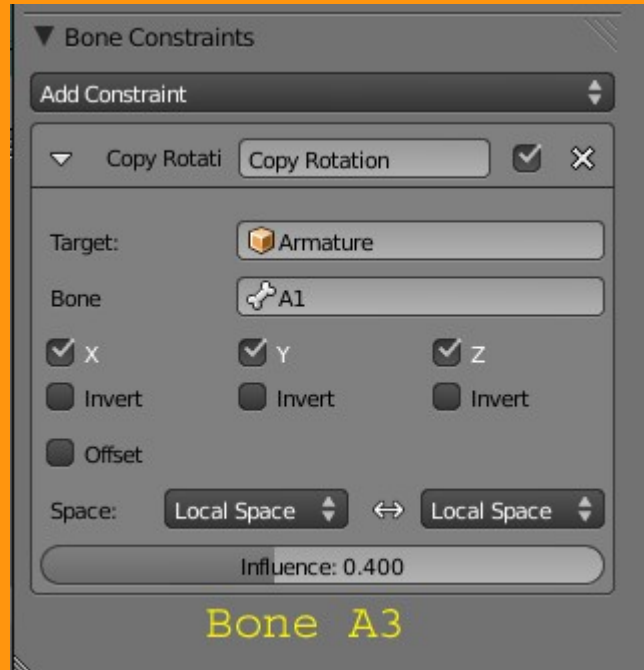 Bone Constraints
Add Constraint
Copy Rotati Copy Rotation
Target: Armature
Bone A1
X Y Z
Invert Invert Invert
Offset
Space: Local Space Local Space
Influence: 0.400
Bone A3